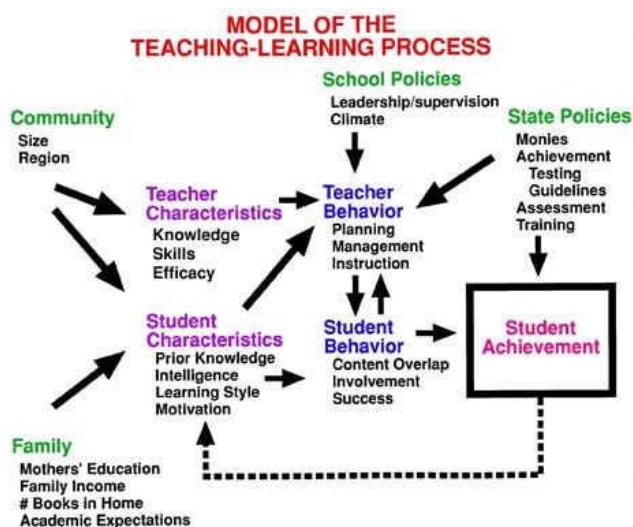 MODEL OF THE
TEACHING-LEARNING PROCESS
School Policies
Leadership/supervision
Climate
Community
Size
Region
State Policies
Monies
Achievement
Testing
Guidelines
Assessment
Training
Teacher
Characteristics
Knowledge
Skills
Efficacy
Teacher
Behavior
Planning
Management
Instruction
Student
Characteristics
Prior Knowledge
Intelligence
Learning Style
Motivation
Student
Behavior
Content Overlap
Involvement
Success
Student
Achievement
Family
Mothers' Education
Family Income
# Books in Home
Academic Expectations